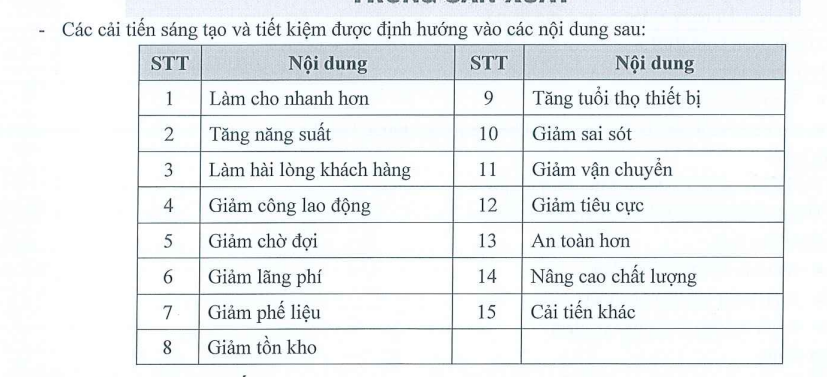 - Các cải tiến sáng tạo và tiết kiệm được định hướng vào các nội dung sau:
STT Nội dung STT Nội dung
1 Làm cho nhanh hơn 9 Tăng tuổi thọ thiết bị
2 Tăng năng suất 10 Giảm sai sót
3 Làm hài lòng khách hàng 11 Giảm vận chuyển
4 Giảm công lao động 12 Giảm tiêu cực
5 Giảm chờ đợi 13 An toàn hơn
6 Giảm lãng phí 14 Nâng cao chất lượng
7 Giảm phế liệu 15 Cải tiến khác
8 Giảm tồn kho